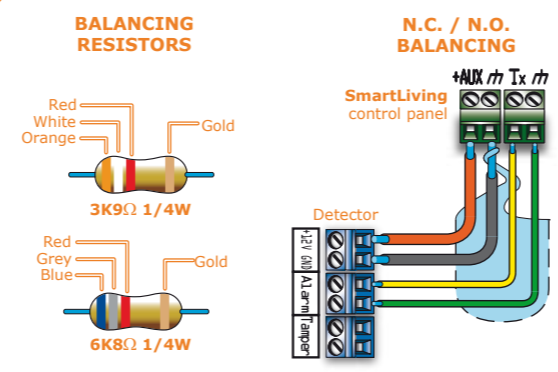 BALANCING
RESISTORS
Red
White
Orange
Gold
3K9Ω 1/4W
Red
Grey
Blue
Gold
6K8Ω 1/4W
N.C. / N.O.
BALANCING
+AUX Tx
SmartLiving
control panel
Detector
+12V GND
Alarm
Tamper